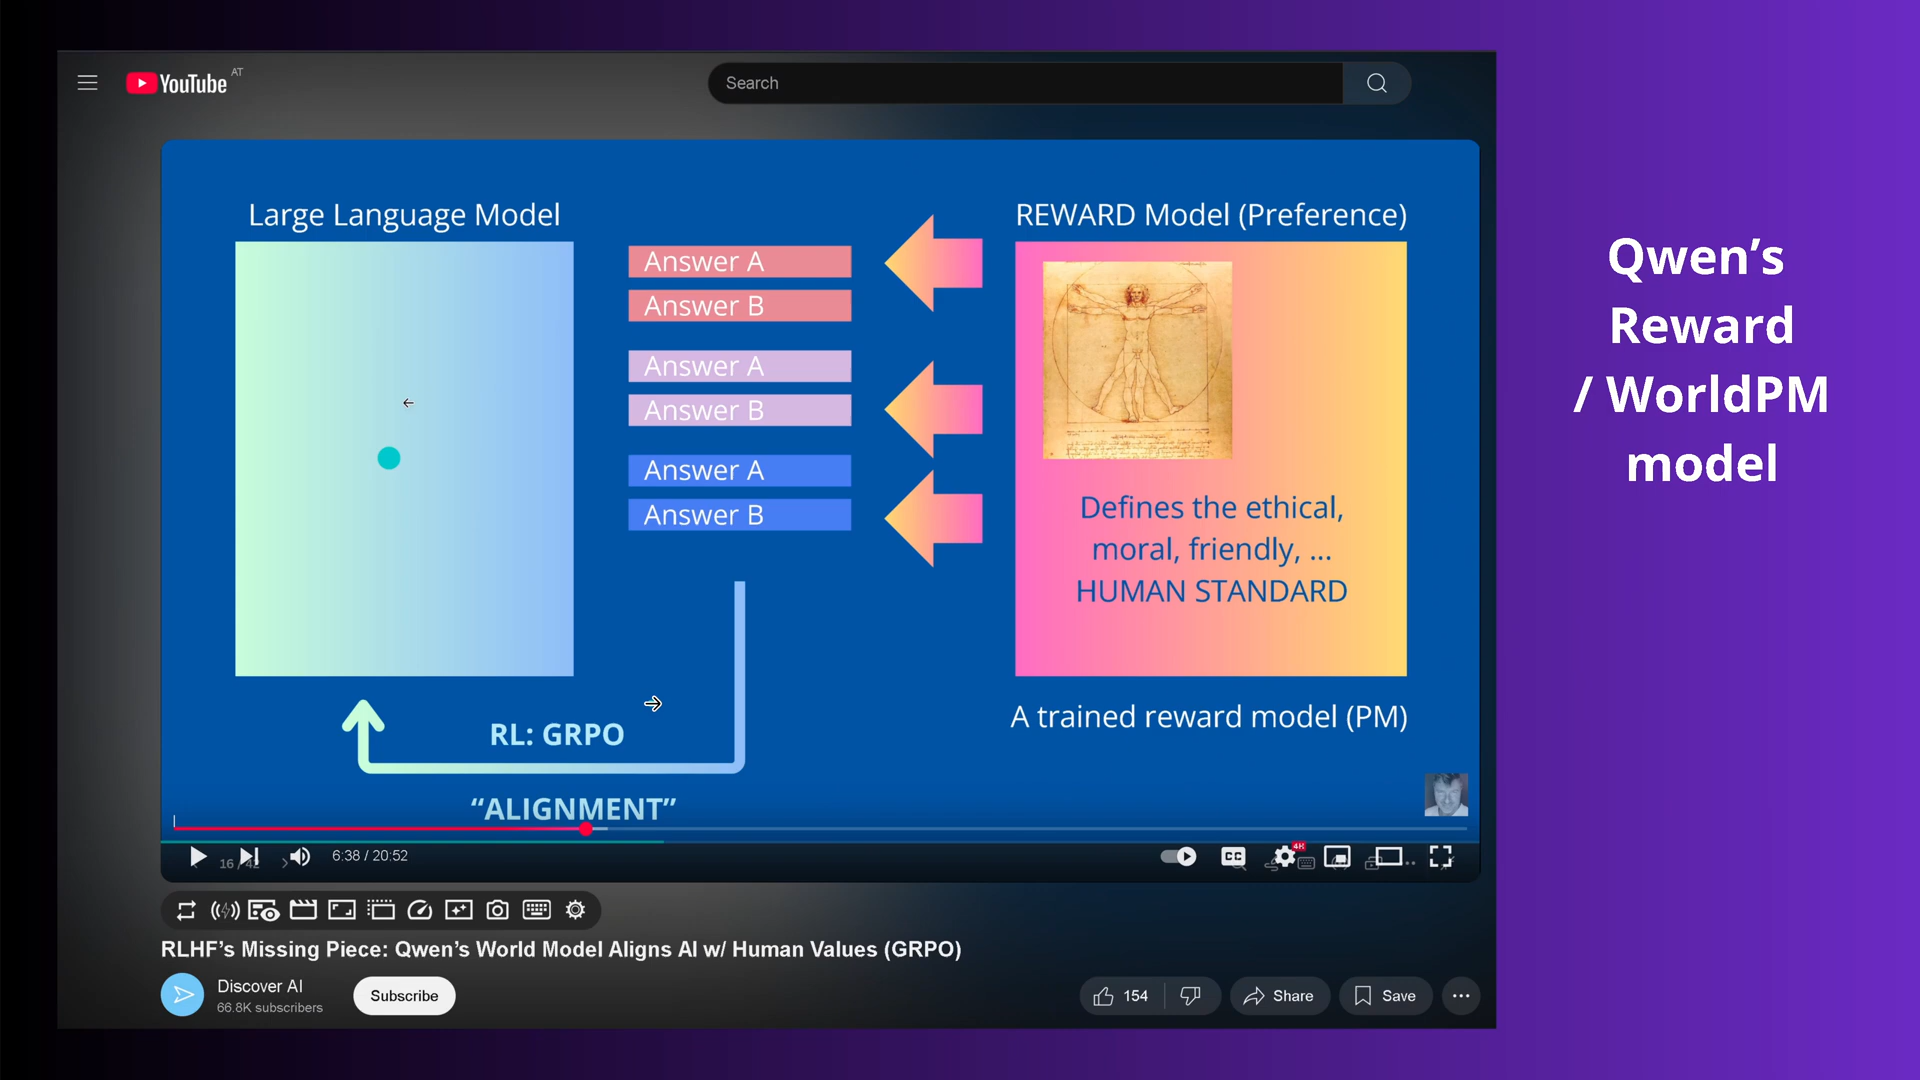 YouTube AT
Search
Large Language Model
REWARD Model (Preference)
Answer A
Answer B
Answer A
Answer B
Answer A
Answer B
Defines the ethical,
moral, friendly, ...
HUMAN STANDARD
A trained reward model (PM)
RL: GRPO
“ALIGNMENT”
6:38 / 20:52
CC
4K
RLHF’s Missing Piece: Qwen’s World Model Aligns AI w/ Human Values (GRPO)
Discover AI
66.8K subscribers
Subscribe
154
Share
Save
Qwen’s
Reward
/ WorldPM
model